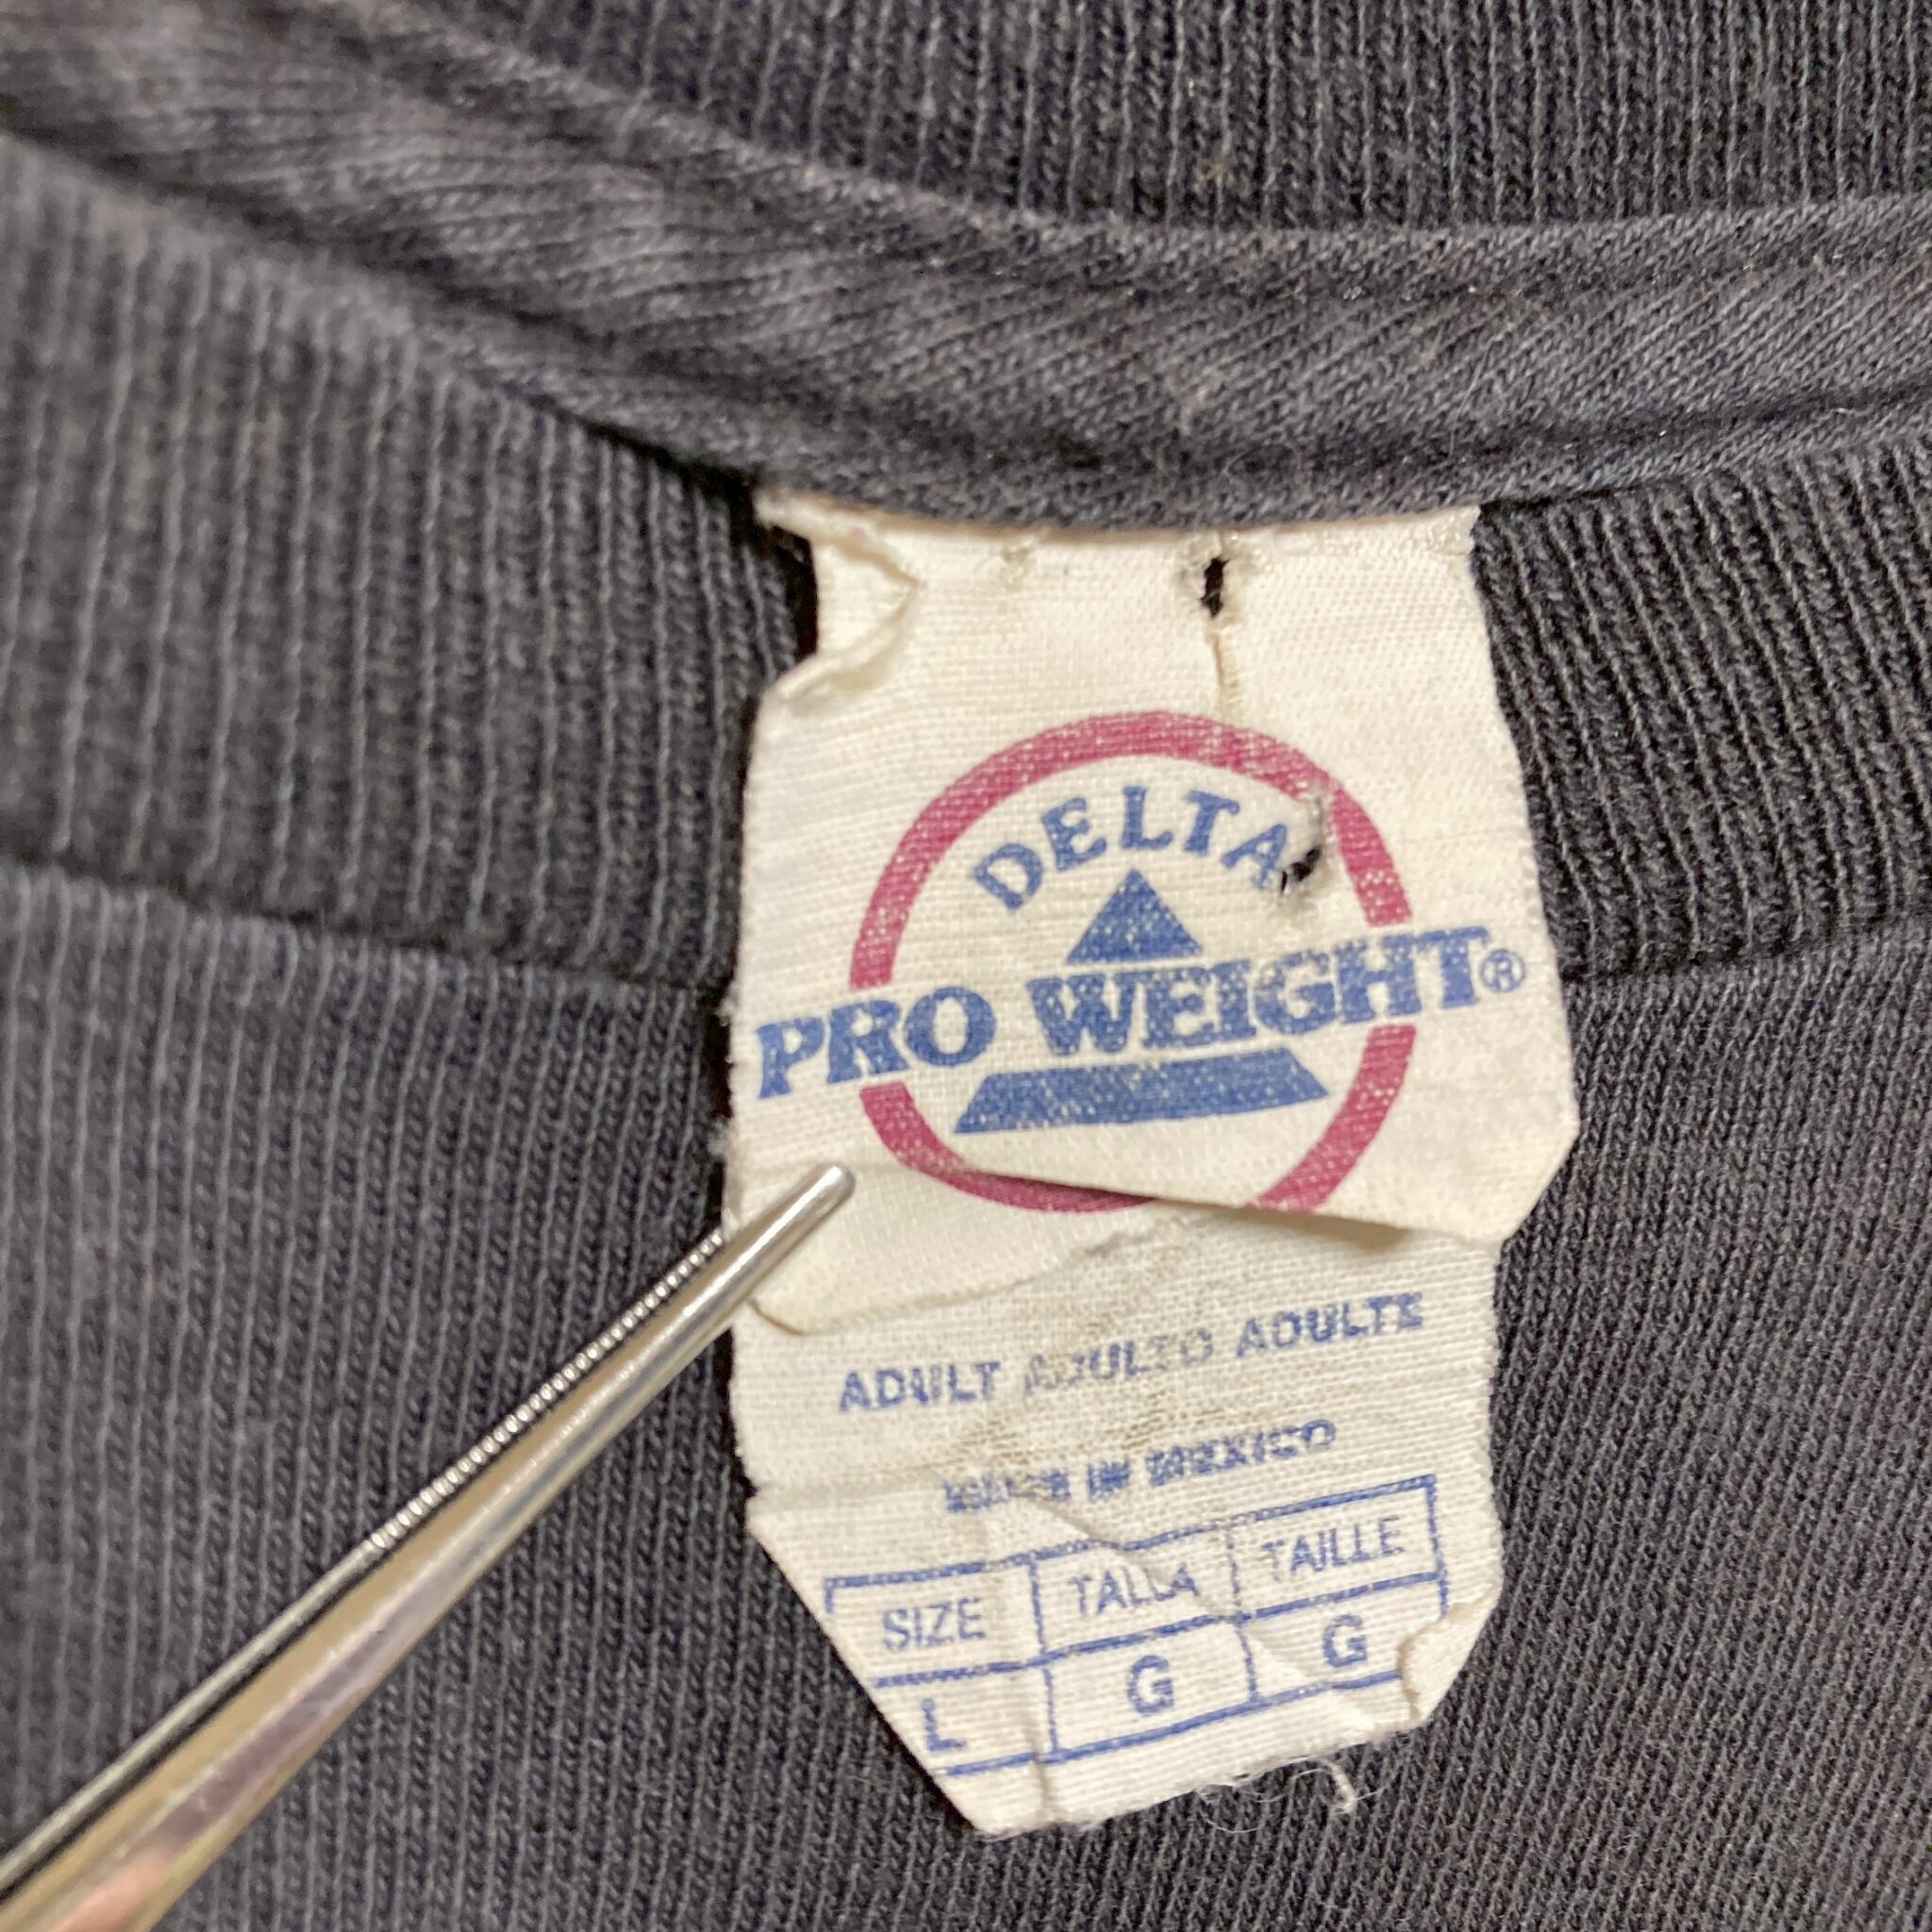 DELTA
PRO WEIGHT®
ADULT ADULTO ADULTE
MADE IN MEXICO
SIZE TALLA TAILLE
L G G